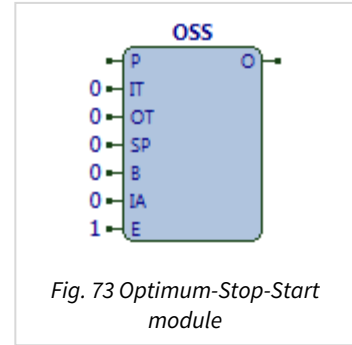 OSS
P O
0 IT
0 OT
0 SP
0 B
0 IA
1 E
Fig. 73 Optimum-Stop-Start
module